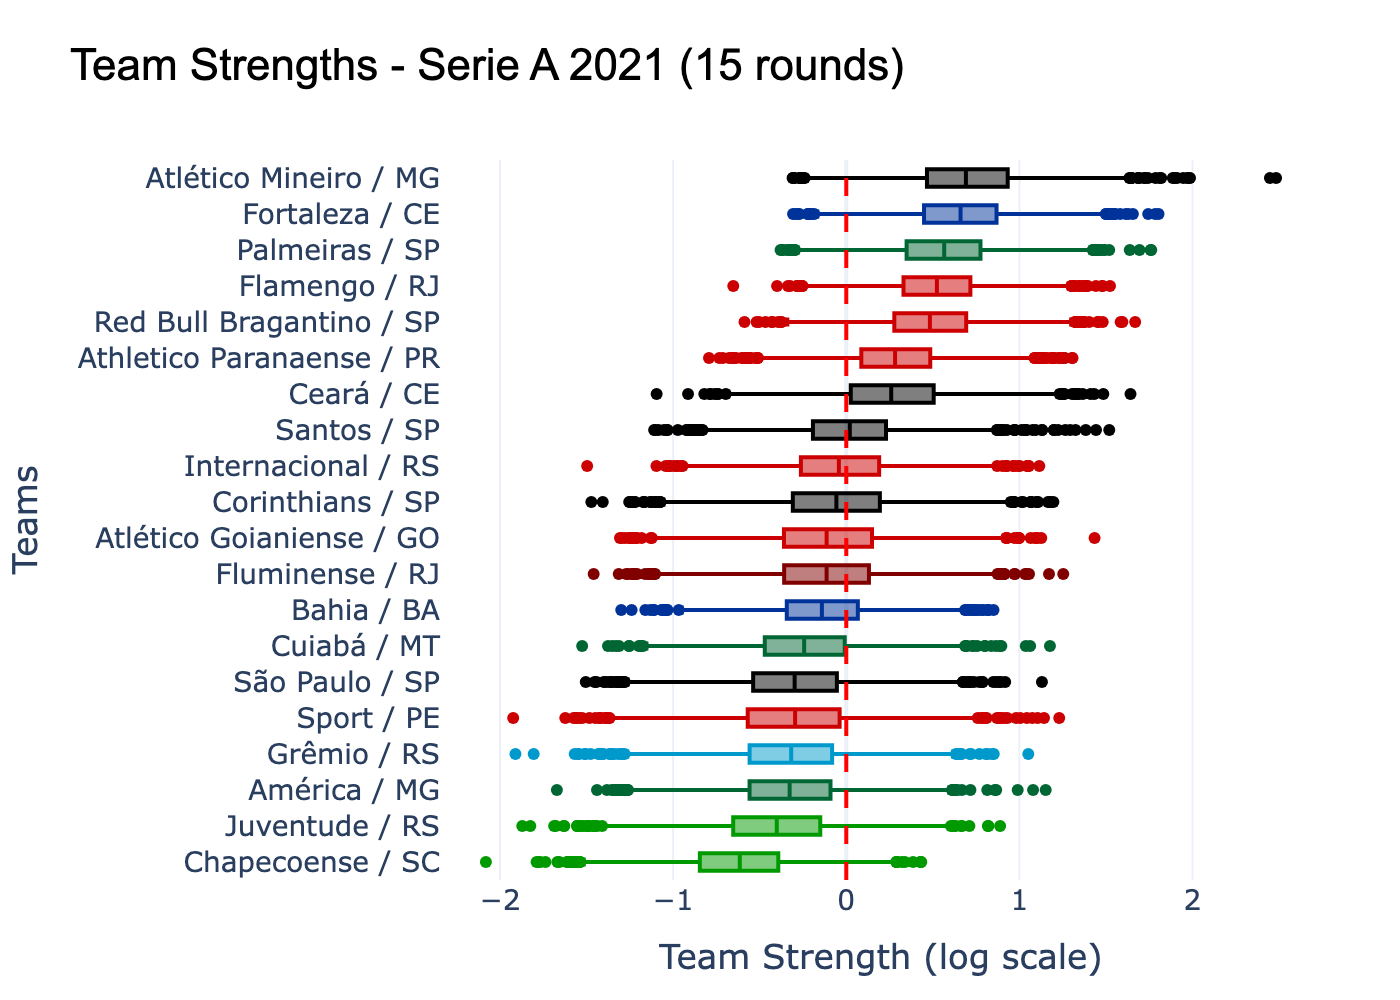 Team Strengths - Serie A 2021 (15 rounds)
Teams
Atlético Mineiro / MG
Fortaleza / CE
Palmeiras / SP
Flamengo / RJ
Red Bull Bragantino / SP
Athletico Paranaense / PR
Ceará / CE
Santos / SP
Internacional / RS
Corinthians / SP
Atlético Goianiense / GO
Fluminense / RJ
Bahia / BA
Cuiabá / MT
São Paulo / SP
Sport / PE
Grêmio / RS
América / MG
Juventude / RS
Chapecoense / SC
−2 −1 0 1 2
Team Strength (log scale)